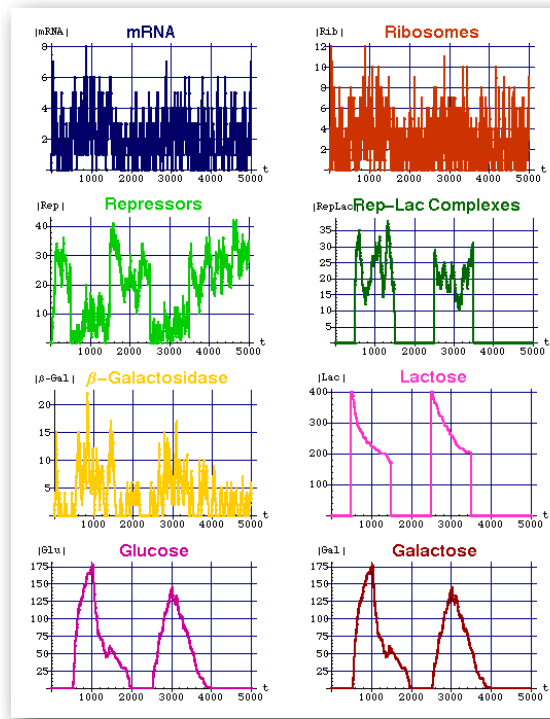 |mRNA| mRNA
8
6
4
2
1000 2000 3000 4000 5000 t
|Rib| Ribosomes
12
10
8
6
4
2
1000 2000 3000 4000 5000 t
|Rep| Repressors
40
30
20
10
1000 2000 3000 4000 5000 t
|RepLac Rep-Lac Complexes
35
30
25
20
15
10
5
1000 2000 3000 4000 5000 t
|β-Gal| β-Galactosidase
20
15
10
5
1000 2000 3000 4000 5000 t
|Lac| Lactose
400
300
200
100
1000 2000 3000 4000 5000 t
|Glu| Glucose
175
150
125
100
75
50
25
1000 2000 3000 4000 5000 t
|Gal| Galactose
175
150
125
100
75
50
25
1000 2000 3000 4000 5000 t